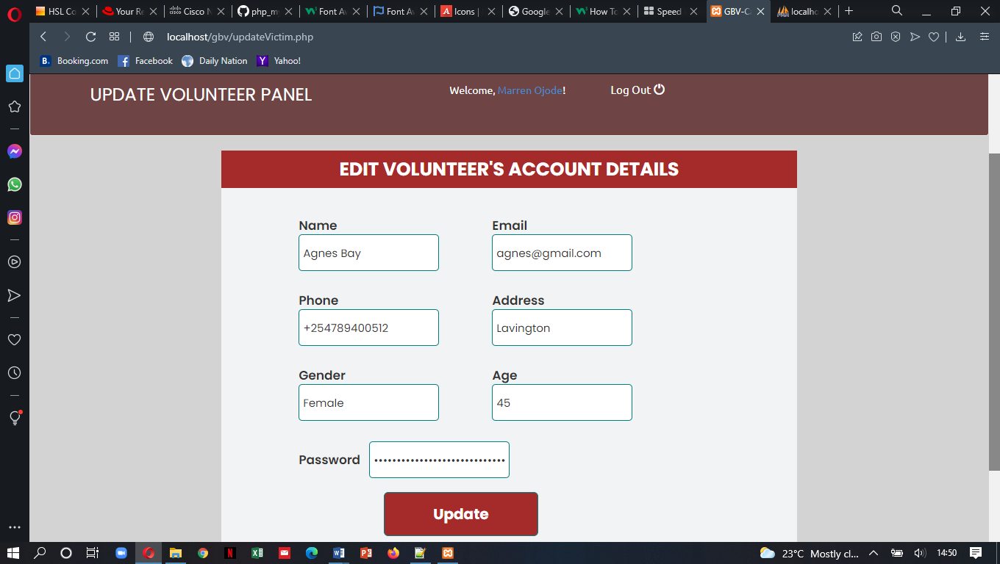 HSL Co
Your Re
Cisco N
php_my
Font Aw
Font Aw
Icons |
Google
How To
Speed
GBV-C
localho
localhost/gbv/updateVictim.php
B. Booking.com
Facebook
Daily Nation
Y Yahoo!
UPDATE VOLUNTEER PANEL
Welcome, Marren Ojode!
Log Out
EDIT VOLUNTEER'S ACCOUNT DETAILS
Name
Email
Agnes Bay
agnes@gmail.com
Phone
Address
+254789400512
Lavington
Gender
Age
Female
45
Password
Update
23°C Mostly cl...
14:50